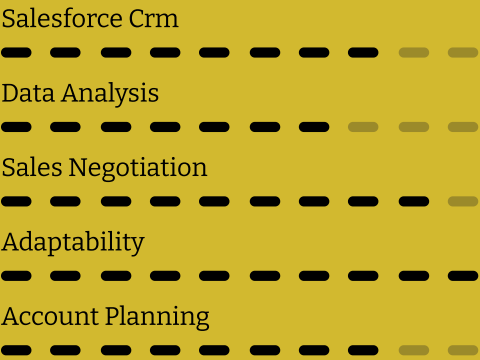 Salesforce Crm
Data Analysis
Sales Negotiation
Adaptability
Account Planning